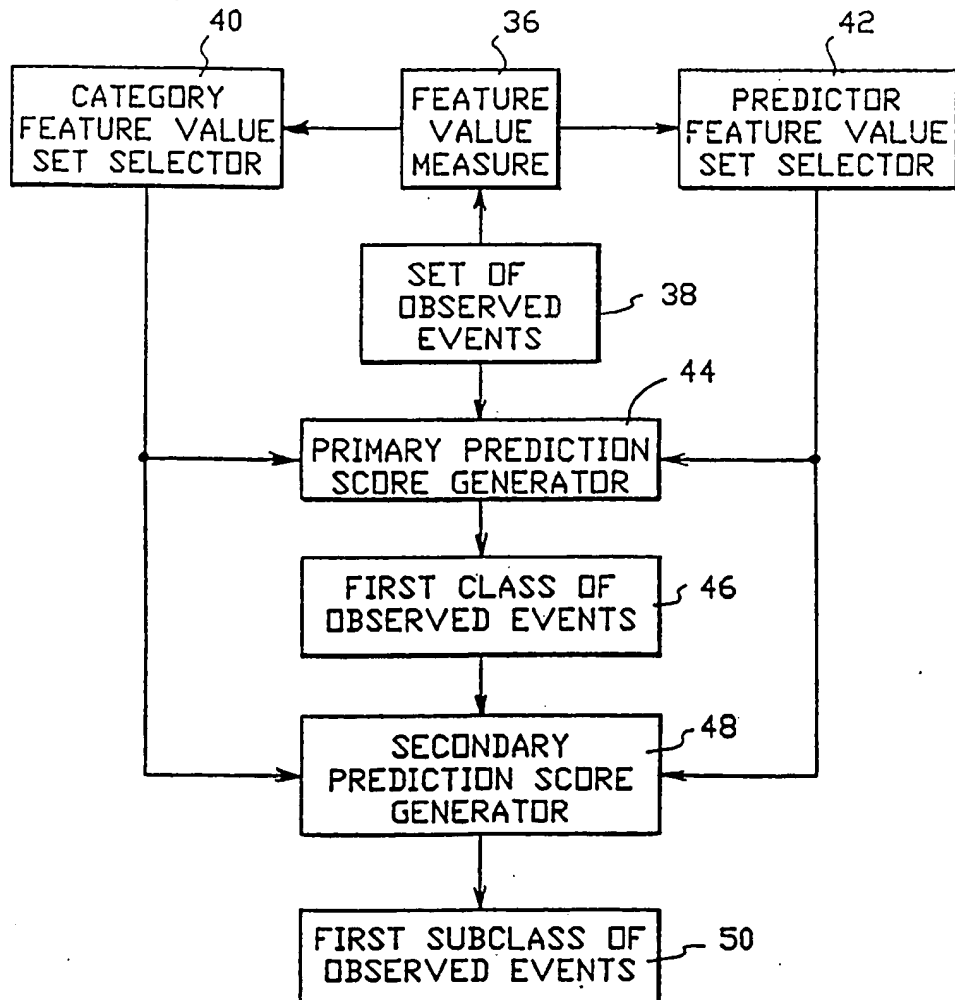 40
36
42
CATEGORY
FEATURE VALUE
SET SELECTOR
FEATURE
VALUE
MEASURE
PREDICTOR
FEATURE VALUE
SET SELECTOR
SET OF
OBSERVED
EVENTS
38
44
PRIMARY PREDICTION
SCORE GENERATOR
FIRST CLASS OF
OBSERVED EVENTS
46
SECONDARY
PREDICTION SCORE
GENERATOR
48
FIRST SUBCLASS OF
OBSERVED EVENTS
50